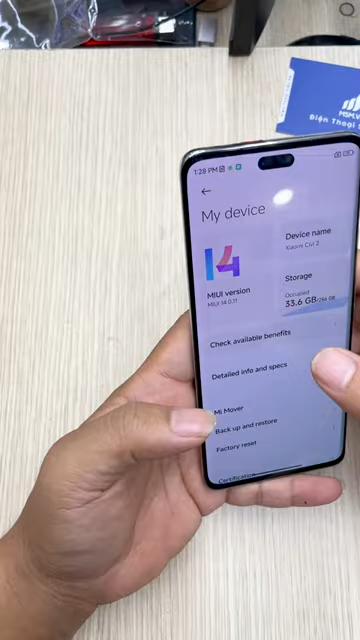 MSM.V
Điện Thoại S
1:28 PM
My device
14
Device name
Xiaomi Civi 2
MIUI version
MIUI 14.0.11
Storage
Occupied
33.6 GB/256 GB
Check available benefits
Detailed info and specs
Mi Mover
Back up and restore
Factory reset
Certification